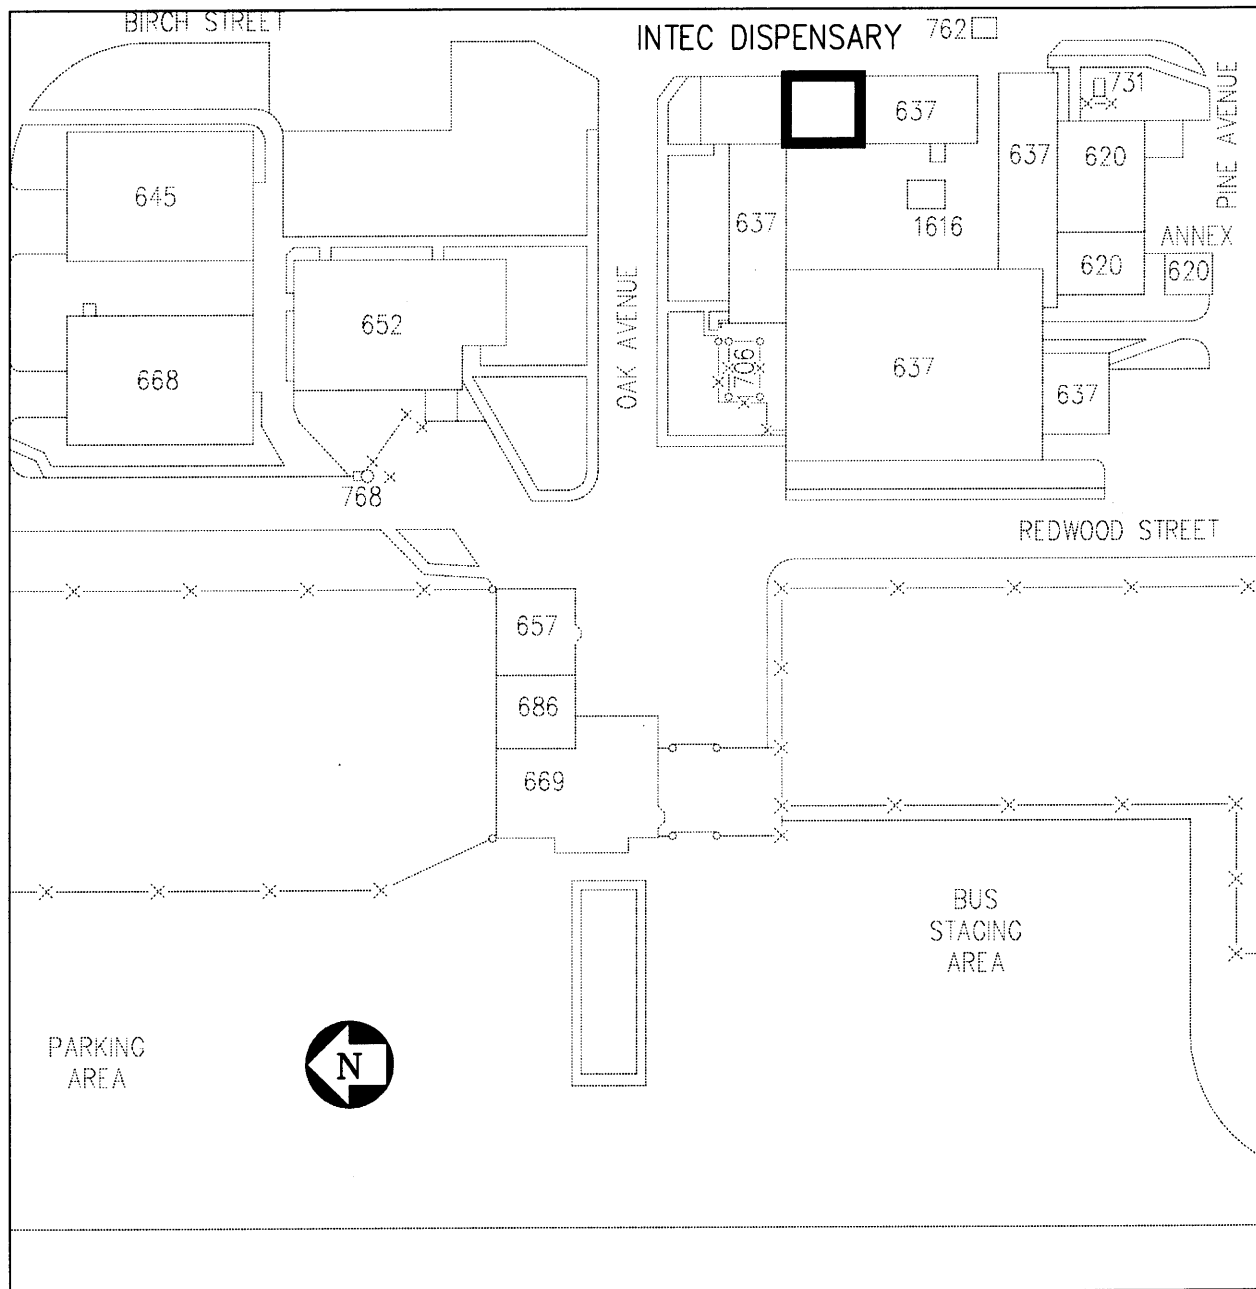 BIRCH STREET
INTEC DISPENSARY
762
731
PINE AVENUE
637
637
620
645
637
1616
ANNEX
620
620
OAK AVENUE
652
706
668
637
637
768
REDWOOD STREET
657
686
669
BUS
STAGING
AREA
PARKING
AREA
N